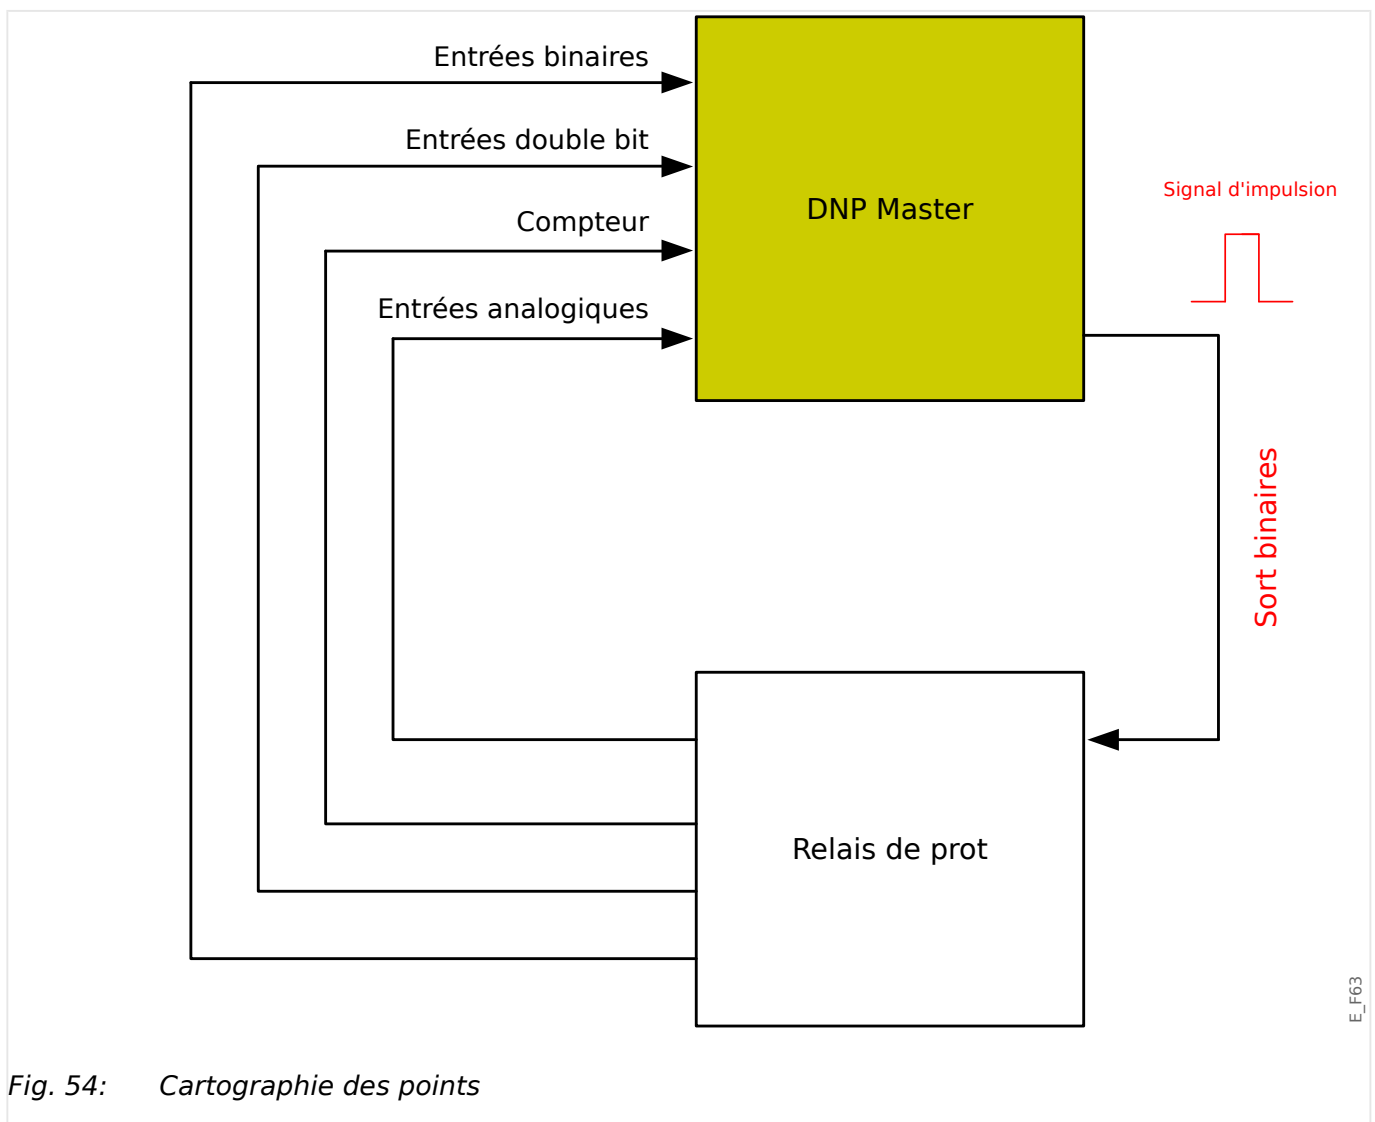 Entrées binaires
Entrées double bit
Compteur
Entrées analogiques
DNP Master
Signal d'impulsion
Sort binaires
Relais de prot
E_F63
Fig. 54: Cartographie des points